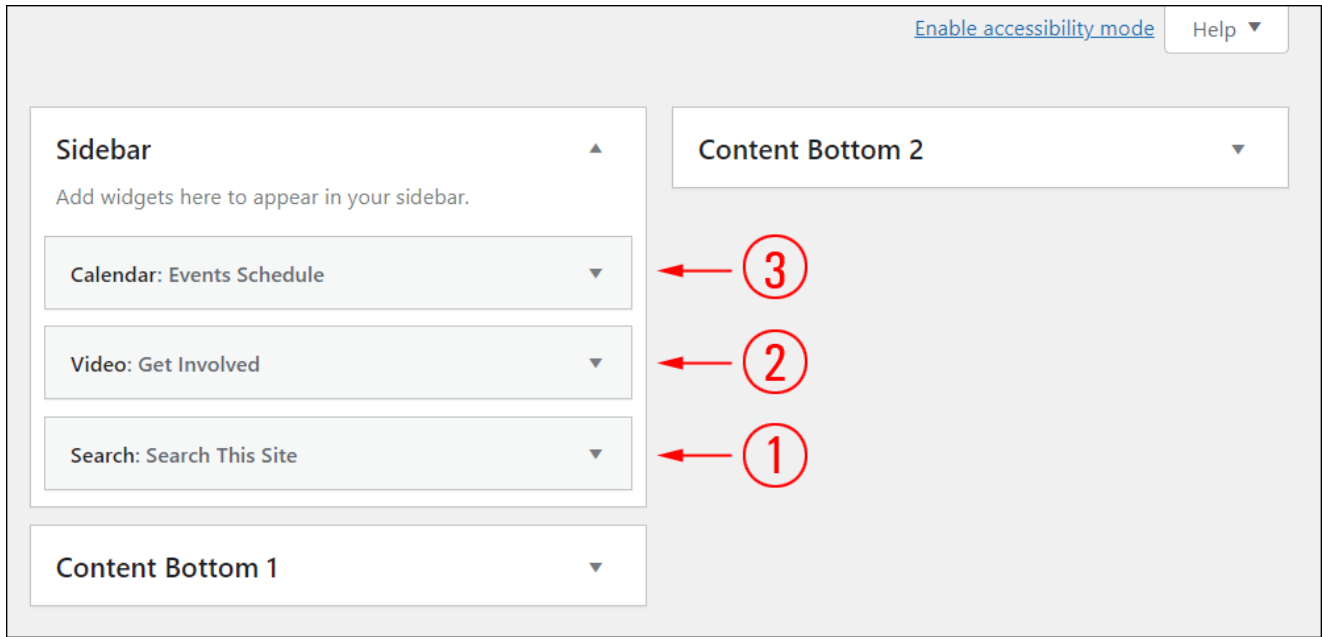 Enable accessibility mode Help ▼
Sidebar
Add widgets here to appear in your sidebar.
Calendar: Events Schedule
3
Video: Get Involved
2
Search: Search This Site
1
Content Bottom 1
Content Bottom 2